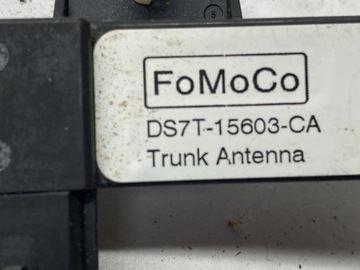 FoMoCo
DS7T-15603-CA
Trunk Antenna